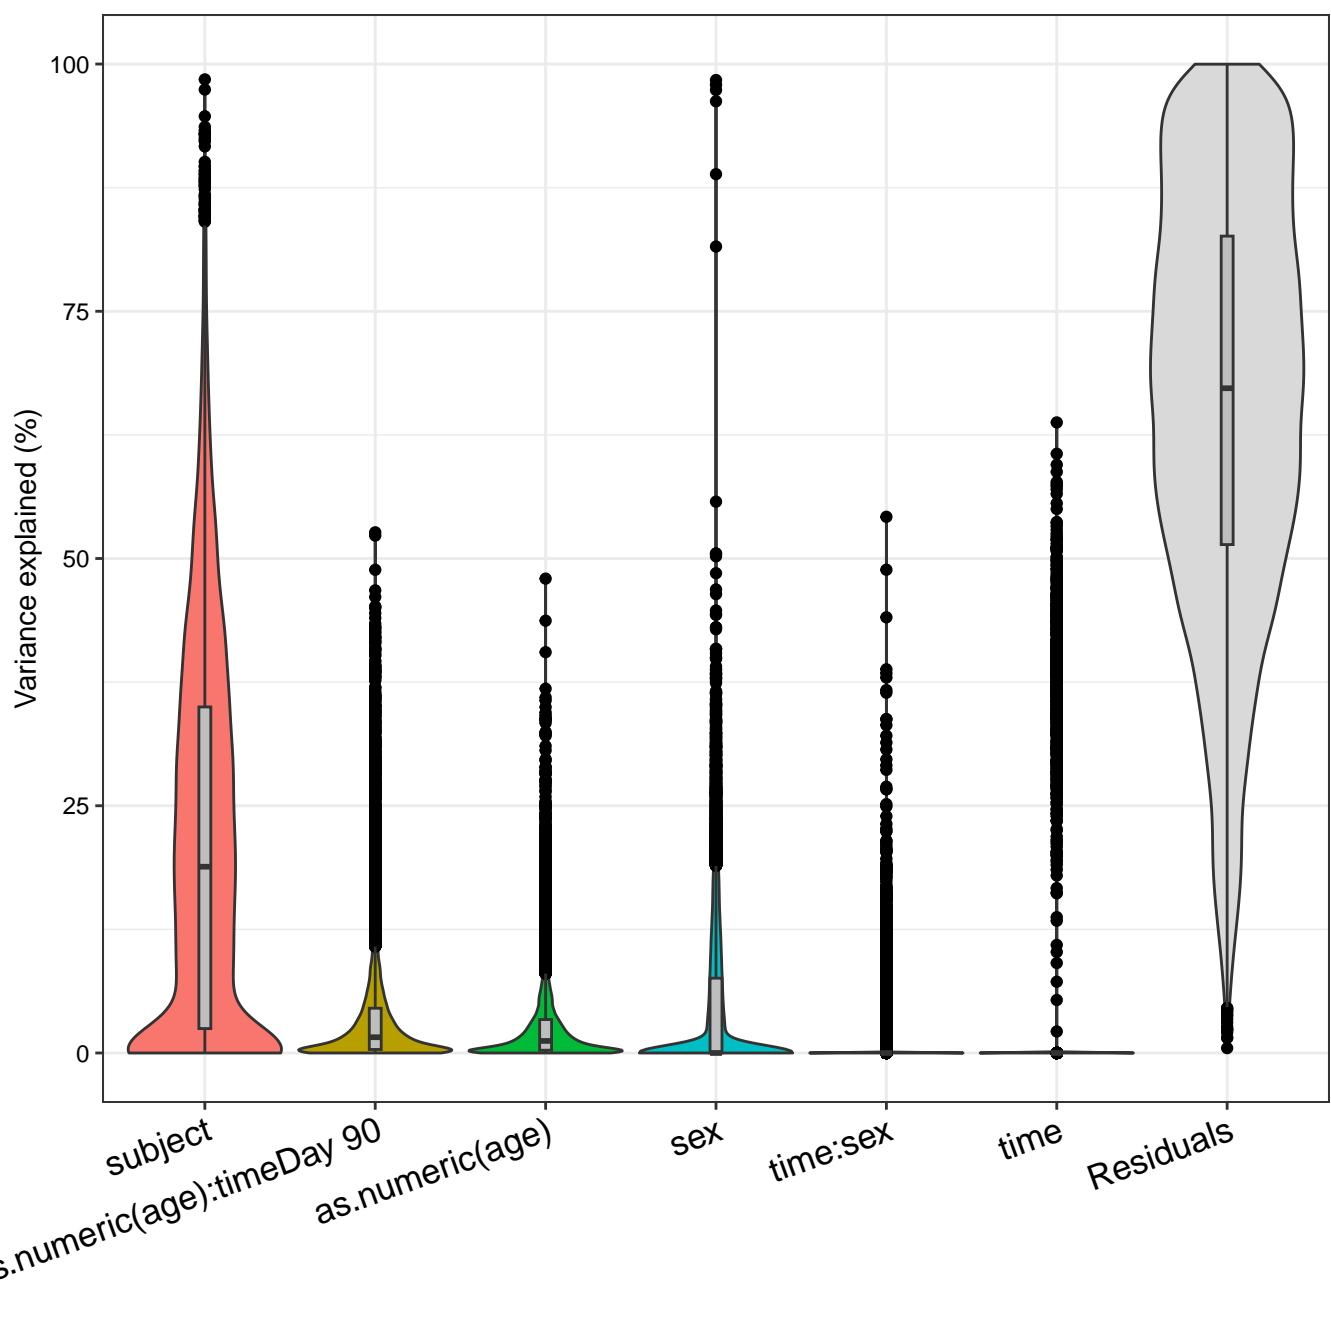 Variance explained (%)
100
75
50
25
0
subject
s.numeric(age):timeDay 90
as.numeric(age)
sex
time:sex
time
Residuals